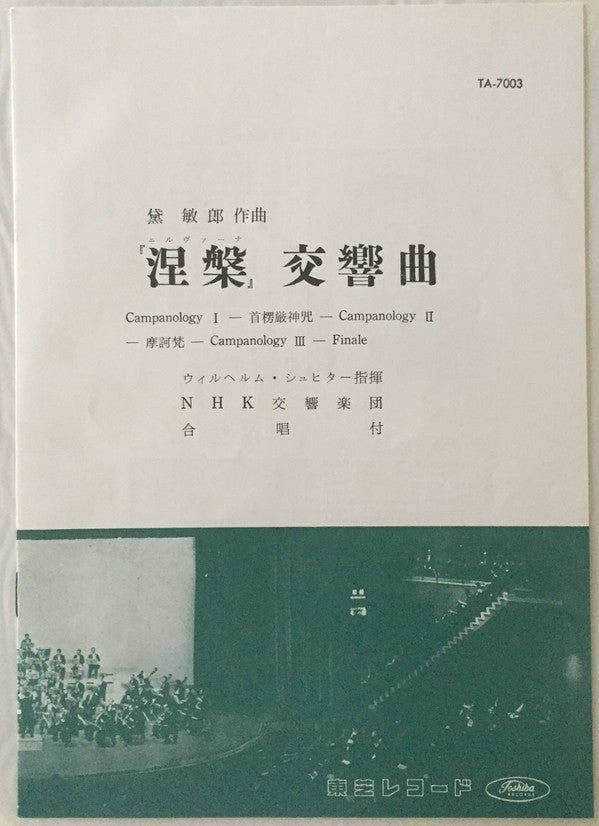 TA-7003
黛 敏郎 作曲
ニルヴァーナ
『涅槃』交響曲
Campanology Ⅰ ― 首楞厳神咒 ― Campanology Ⅱ
― 摩訶梵 ― Campanology Ⅲ ― Finale
ウィルヘルム・シュヒター指揮
NHK交響楽団
合唱付
東芝レコード
Toshiba
RECORDS